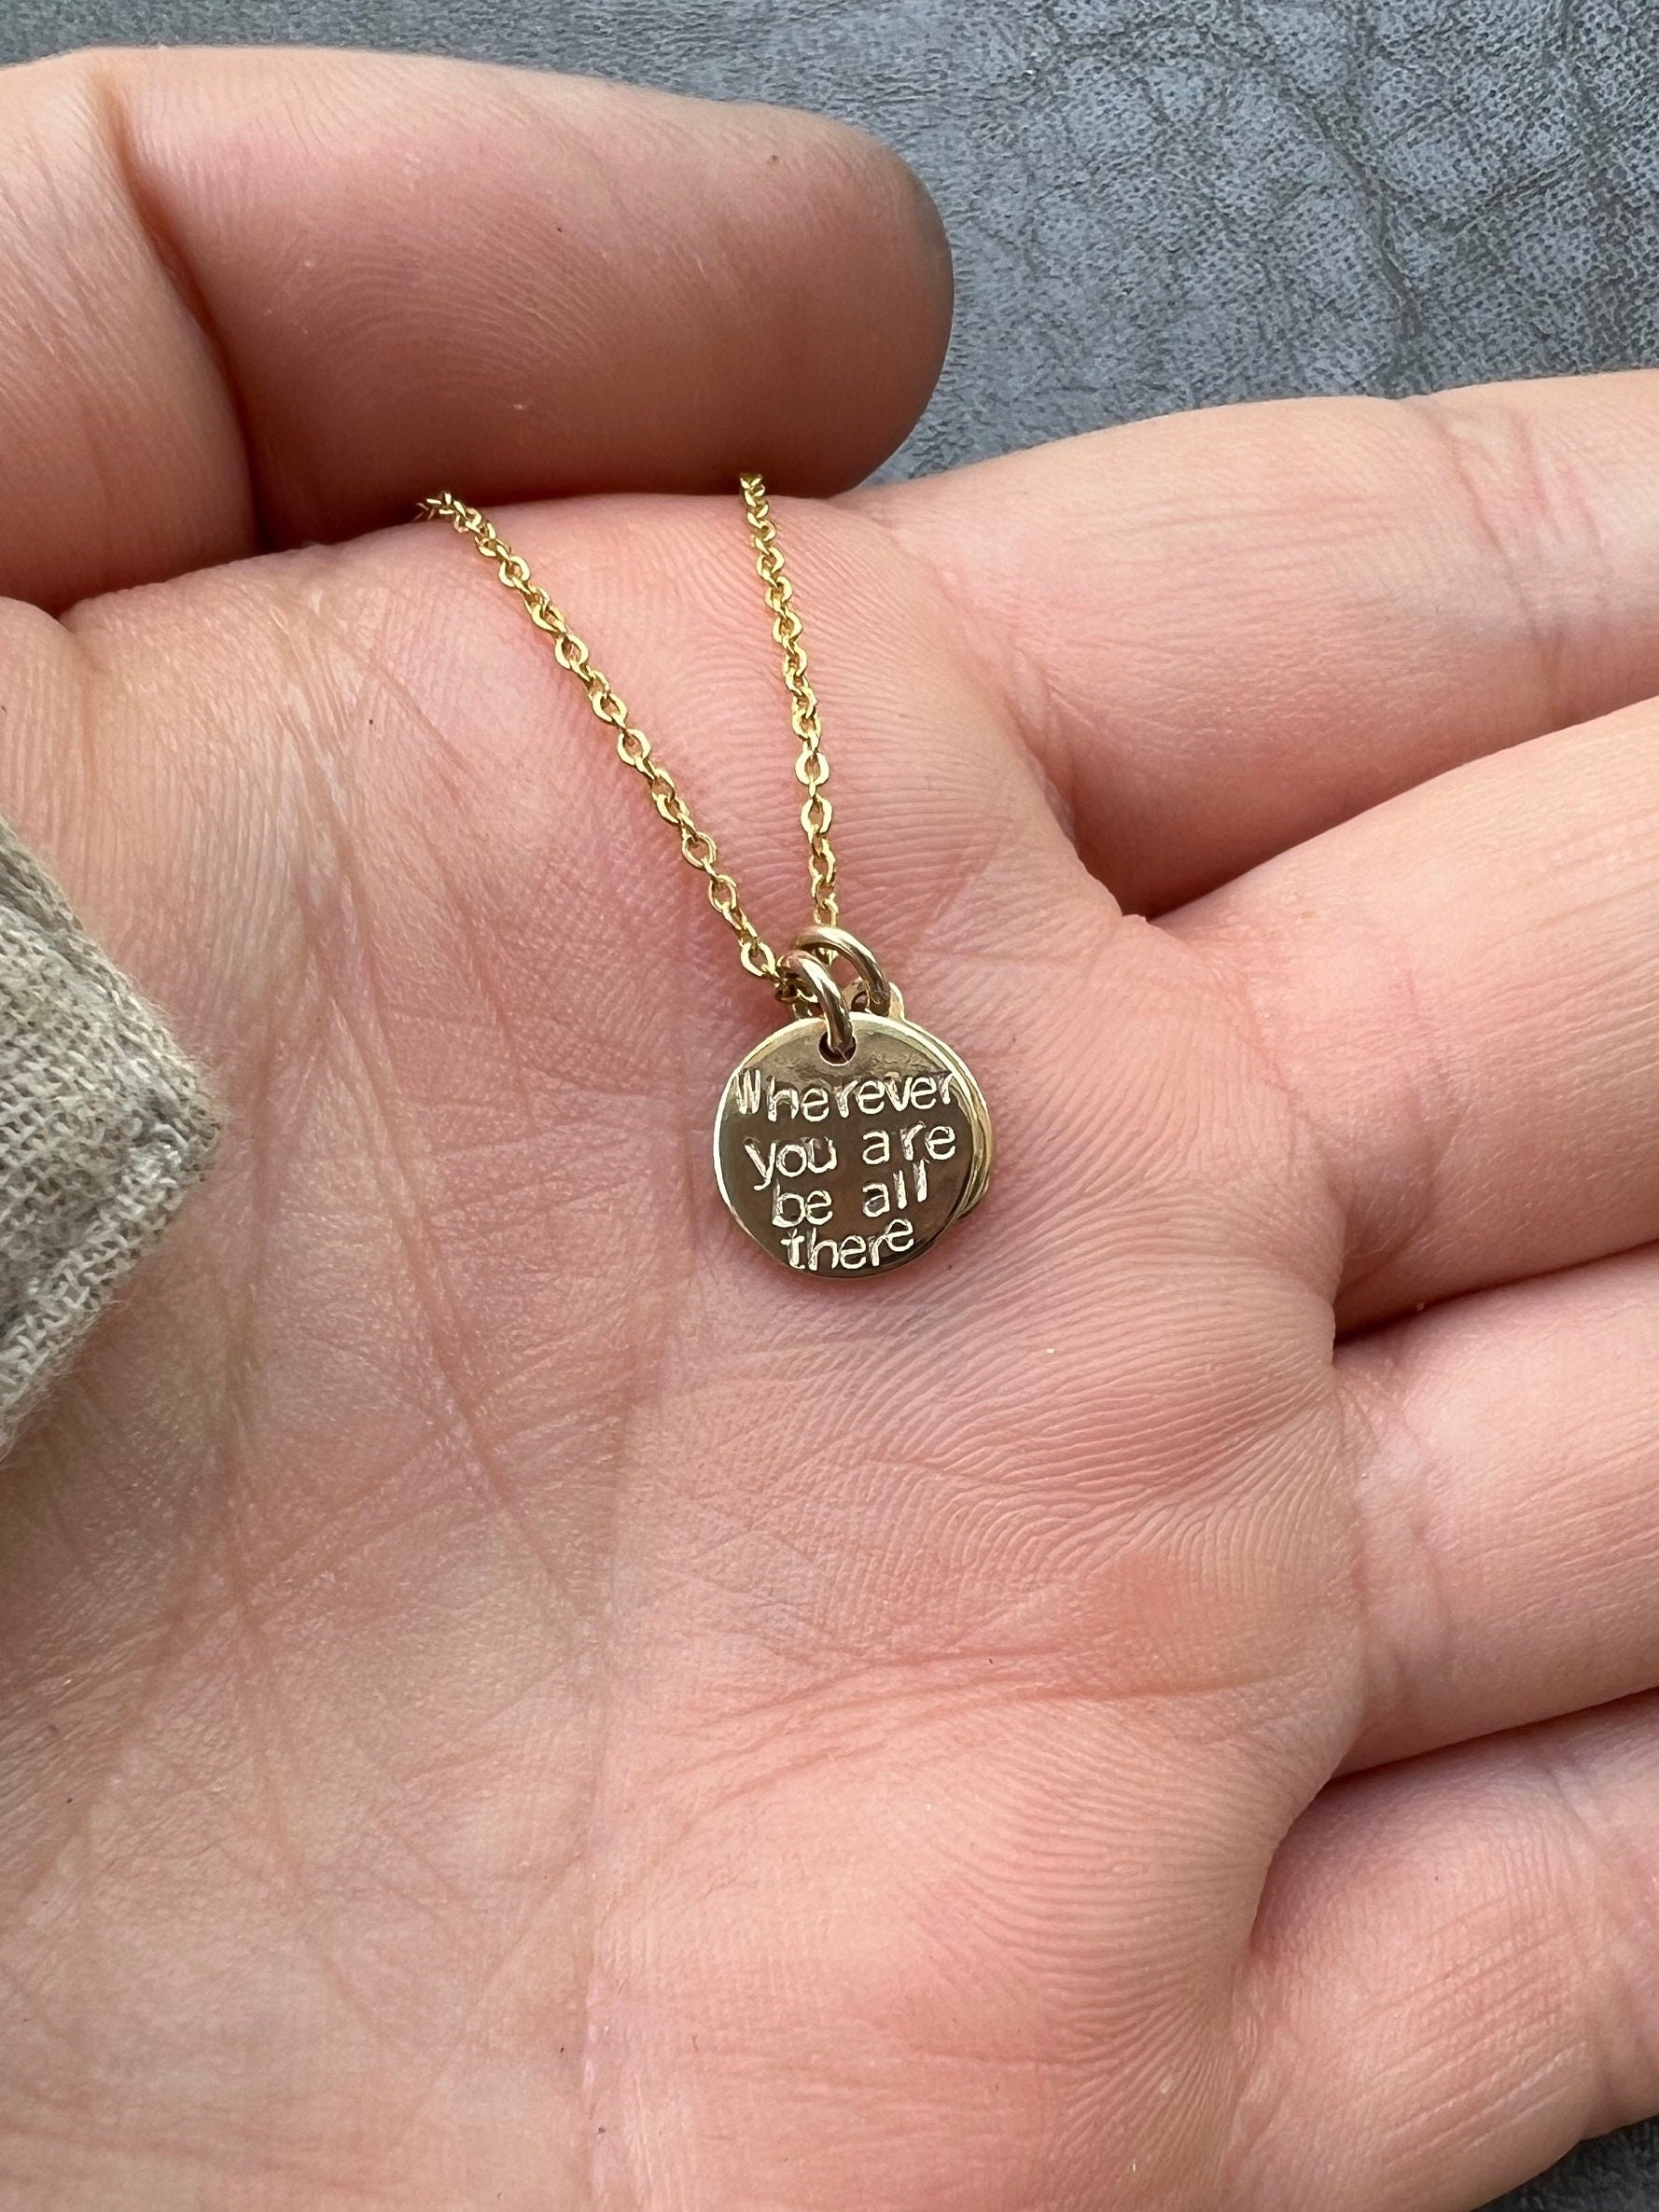 Wherever
you are
be all
there